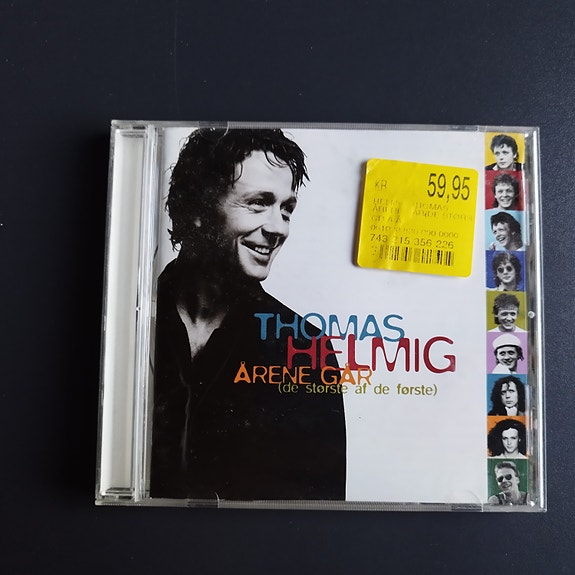 KR 59,95
743 215 356 226
THOMAS
HELMIG
ÅRENE GÅR
(de største af de første)